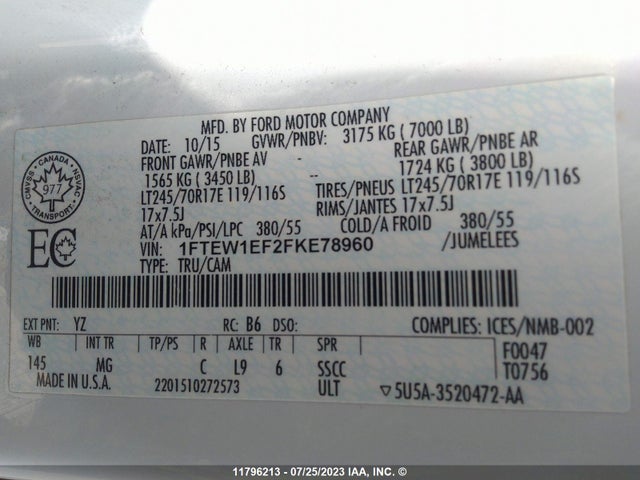 MFD. BY FORD MOTOR COMPANY
DATE: 10/15 GVWR/PNBV: 3175 KG ( 7000 LB)
FRONT GAWR/PNBE AV REAR GAWR/PNBE AR
1565 KG ( 3450 LB) 1724 KG ( 3800 LB)
LT245/70R17E 119/116S TIRES/PNEUS LT245/70R17E 119/116S
17x7.5J RIMS/JANTES 17x7.5J
AT/A kPa/PSI/LPC 380/55 COLD/A FROID 380/55
VIN: 1FTEW1EF2FKE78960 /JUMELEES
TYPE: TRU/CAM
CANADA
CMVSS NSVAC
977
TRANSPORT
EC
EXT PNT: YZ RC: B6 DSO: COMPLIES: ICES/NMB-002
WB INT TR TP/PS R AXLE TR SPR F0047
145 MG C L9 6 SSCC T0756
MADE IN U.S.A. 2201510272573 ULT ▽5U5A-3520472-AA
11796213 - 07/25/2023 IAA, INC. ©